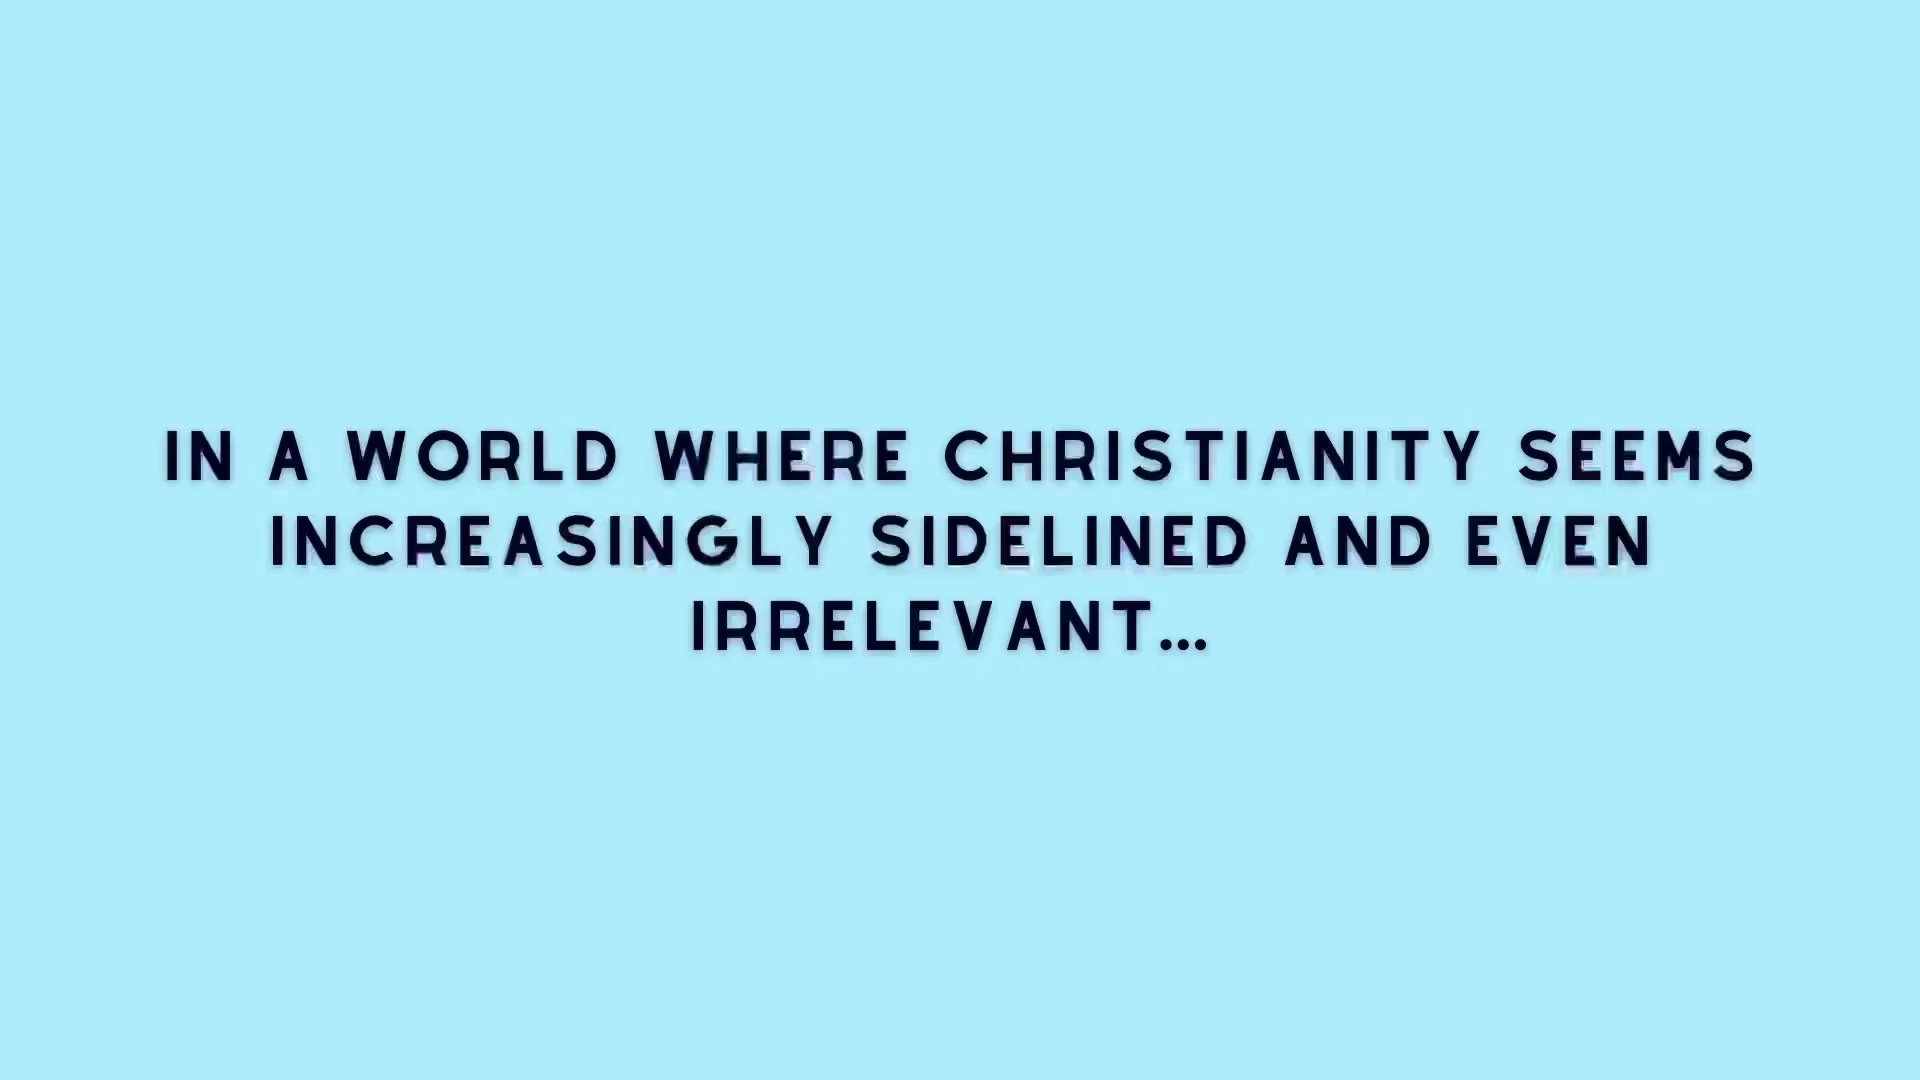 IN A WORLD WHERE CHRISTIANITY SEEMS
INCREASINGLY SIDELINED AND EVEN
IRRELEVANT...